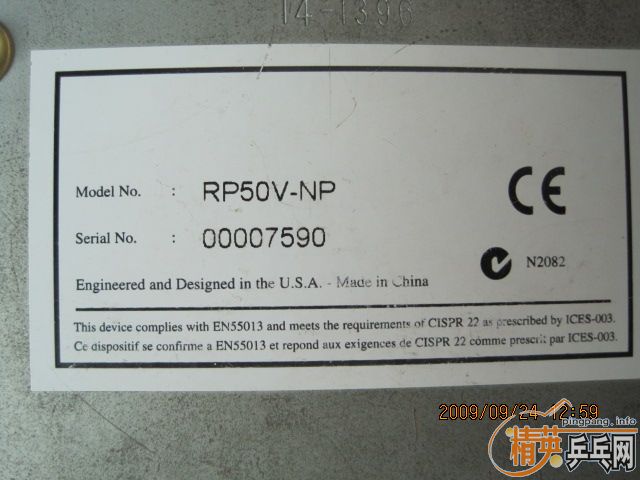 14-1396
Model No. : RP50V-NP
CE
Serial No. : 00007590
N2082
Engineered and Designed in the U.S.A. - Made in China
This device complies with EN55013 and meets the requirements of CISPR 22 as prescribed by ICES-003.
Ce dispositif se confirme a EN55013 et repond aux exigences de CISPR 22 comme prescrit par ICES-003.
2009/09/24 12:59
pingpang.info
精英乒乓网